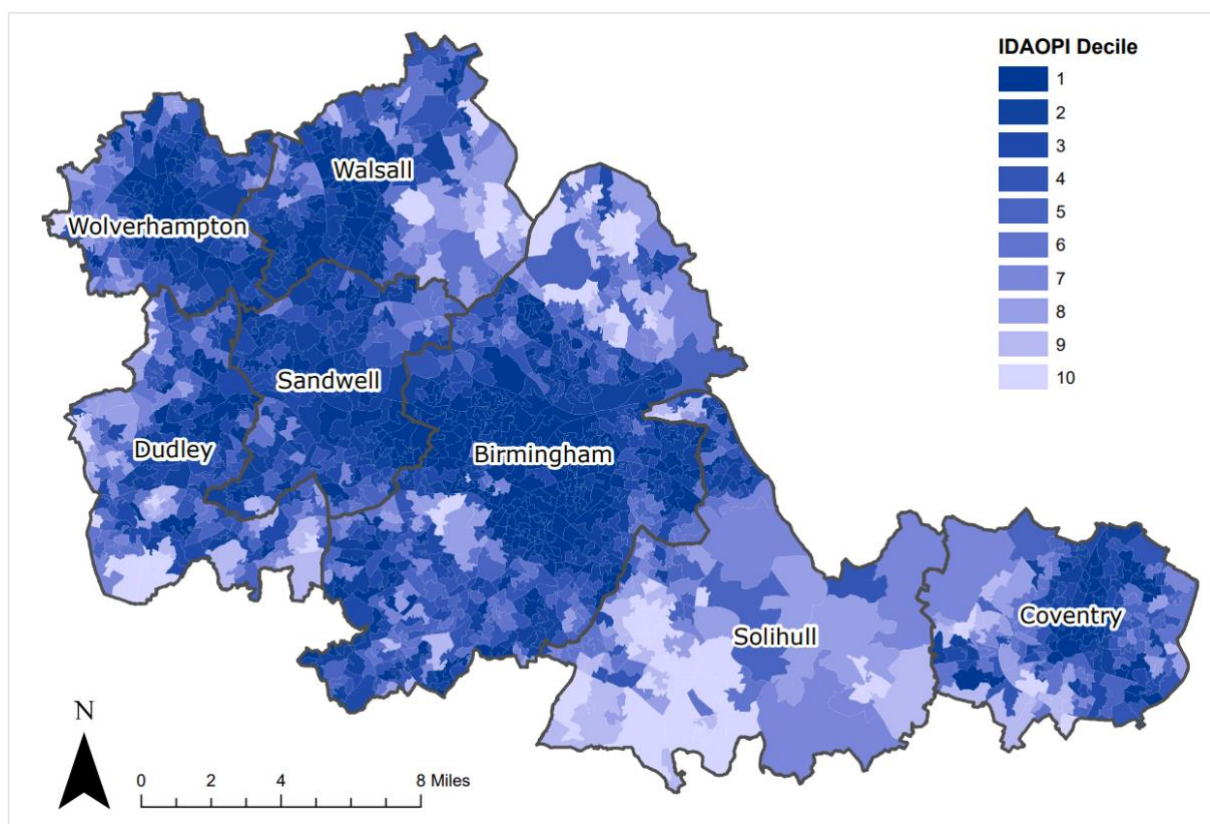 IDAOPI Decile
1
2
3
4
5
6
7
8
9
10
Walsall
Wolverhampton
Sandwell
Dudley
Birmingham
Solihull
Coventry
N
0 2 4 8 Miles